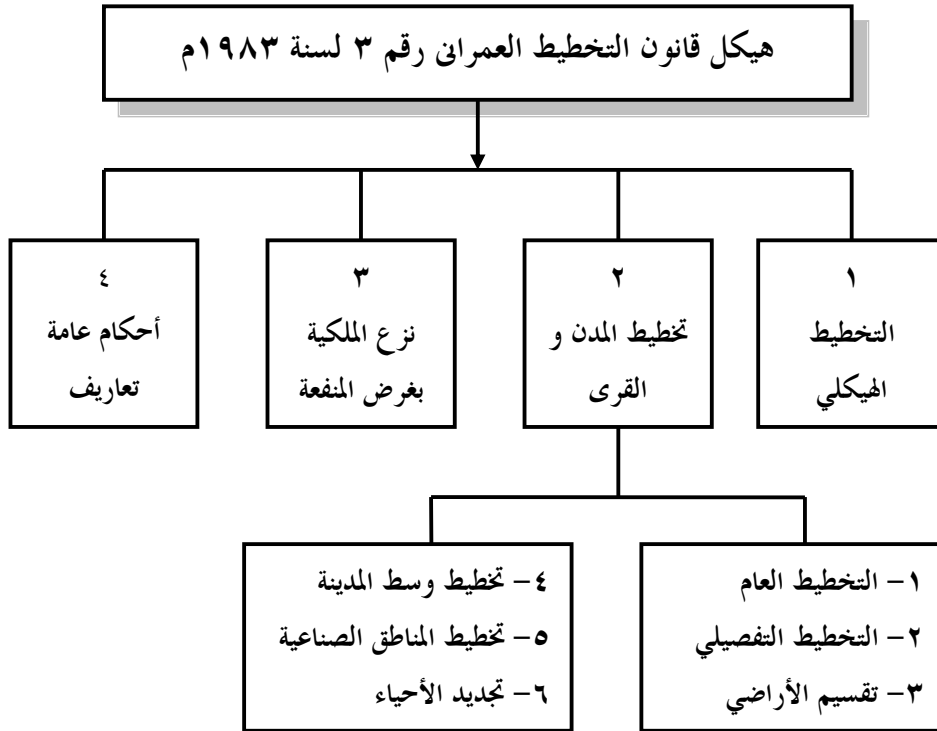 هيكل قانون التخطيط العمرانى رقم ٣ لسنة ١٩٨٣م
١
التخطيط
الهيكلي
٢
تخطيط المدن و
القرى
٣
نزع الملكية
بغرض المنفعة
٤
أحكام عامة
تعاريف
١- التخطيط العام
٢- التخطيط التفصيلي
٣- تقسيم الأراضي
٤- تخطيط وسط المدينة
٥- تخطيط المناطق الصناعية
٦- تجديد الأحياء